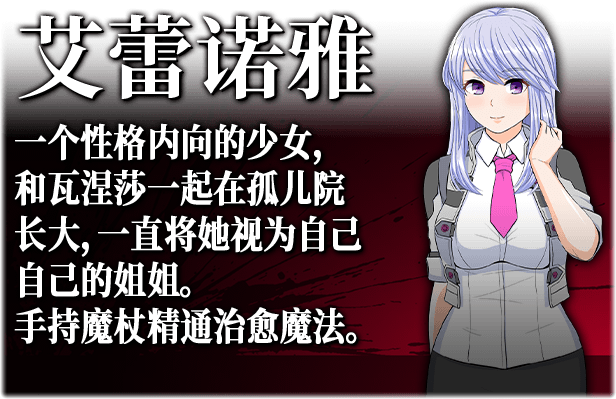 艾蕾诺雅
一个性格内向的少女，
和瓦涅莎一起在孤儿院
长大，一直将她视为自己
自己的姐姐。
手持魔杖精通治愈魔法。